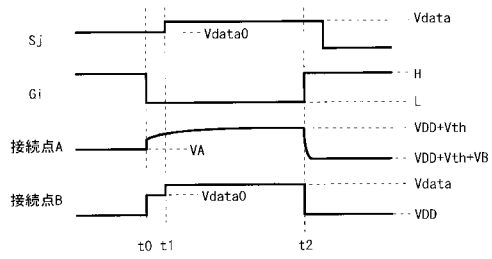 Vdata
Sj
Vdata0
H
Gi
L
VDD+Vth
接続点A
VA
VDD+Vth+VB
Vdata
接続点B
Vdata0
VDD
t0 t1 t2